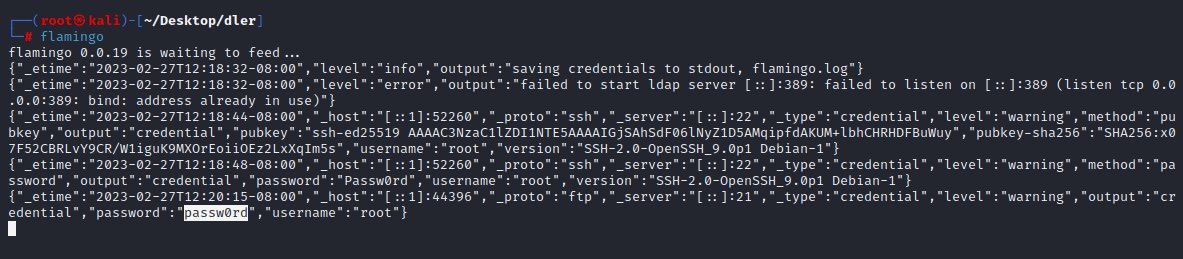 ┌──(root㉿kali)-[~/Desktop/dler]
└─# flamingo
flamingo 0.0.19 is waiting to feed...
{"_etime":"2023-02-27T12:18:32-08:00","level":"info","output":"saving credentials to stdout, flamingo.log"}
{"_etime":"2023-02-27T12:18:32-08:00","level":"error","output":"failed to start ldap server [::]:389: failed to listen on [::]:389 (listen tcp 0.0
.0.0:389: bind: address already in use)"}
{"_etime":"2023-02-27T12:18:44-08:00","_host":"[::1]:52260","_proto":"ssh","_server":"[::]:22","_type":"credential","level":"warning","method":"pu
bkey","output":"credential","pubkey":"ssh-ed25519 AAAAC3NzaC1lZDI1NTE5AAAAIGjSAhSdF06lNyZ1D5AMqipfdAKUM+lbhCHRHDFBuWuy","pubkey-sha256":"SHA256:x0
7F52CBRLvY9CR/W1iguK9MXOrEoiiOEz2LxXqIm5s","username":"root","version":"SSH-2.0-OpenSSH_9.0p1 Debian-1"}
{"_etime":"2023-02-27T12:18:48-08:00","_host":"[::1]:52260","_proto":"ssh","_server":"[::]:22","_type":"credential","level":"warning","method":"pa
ssword","output":"credential","password":"Passw0rd","username":"root","version":"SSH-2.0-OpenSSH_9.0p1 Debian-1"}
{"_etime":"2023-02-27T12:20:15-08:00","_host":"[::1]:44396","_proto":"ftp","_server":"[::]:21","_type":"credential","level":"warning","output":"cr
edential","password":"passw0rd","username":"root"}